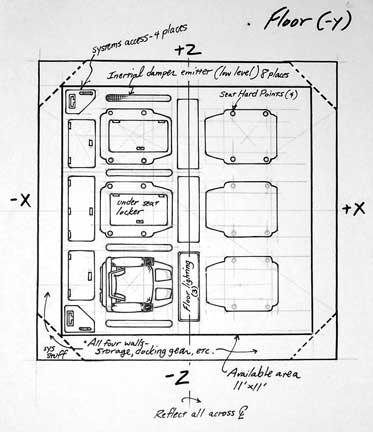 Floor (-Y)
systems access-4 places
+Z
Inertial damper emitter (low level) 8 places
Seat Hard Points (4)
-X
+X
under seat
locker
Floor lighting
(3)
sys
stuff
*All four walls-
storage, docking gear, etc.
Available area
11'x11'
-Z
Reflect all across ℄